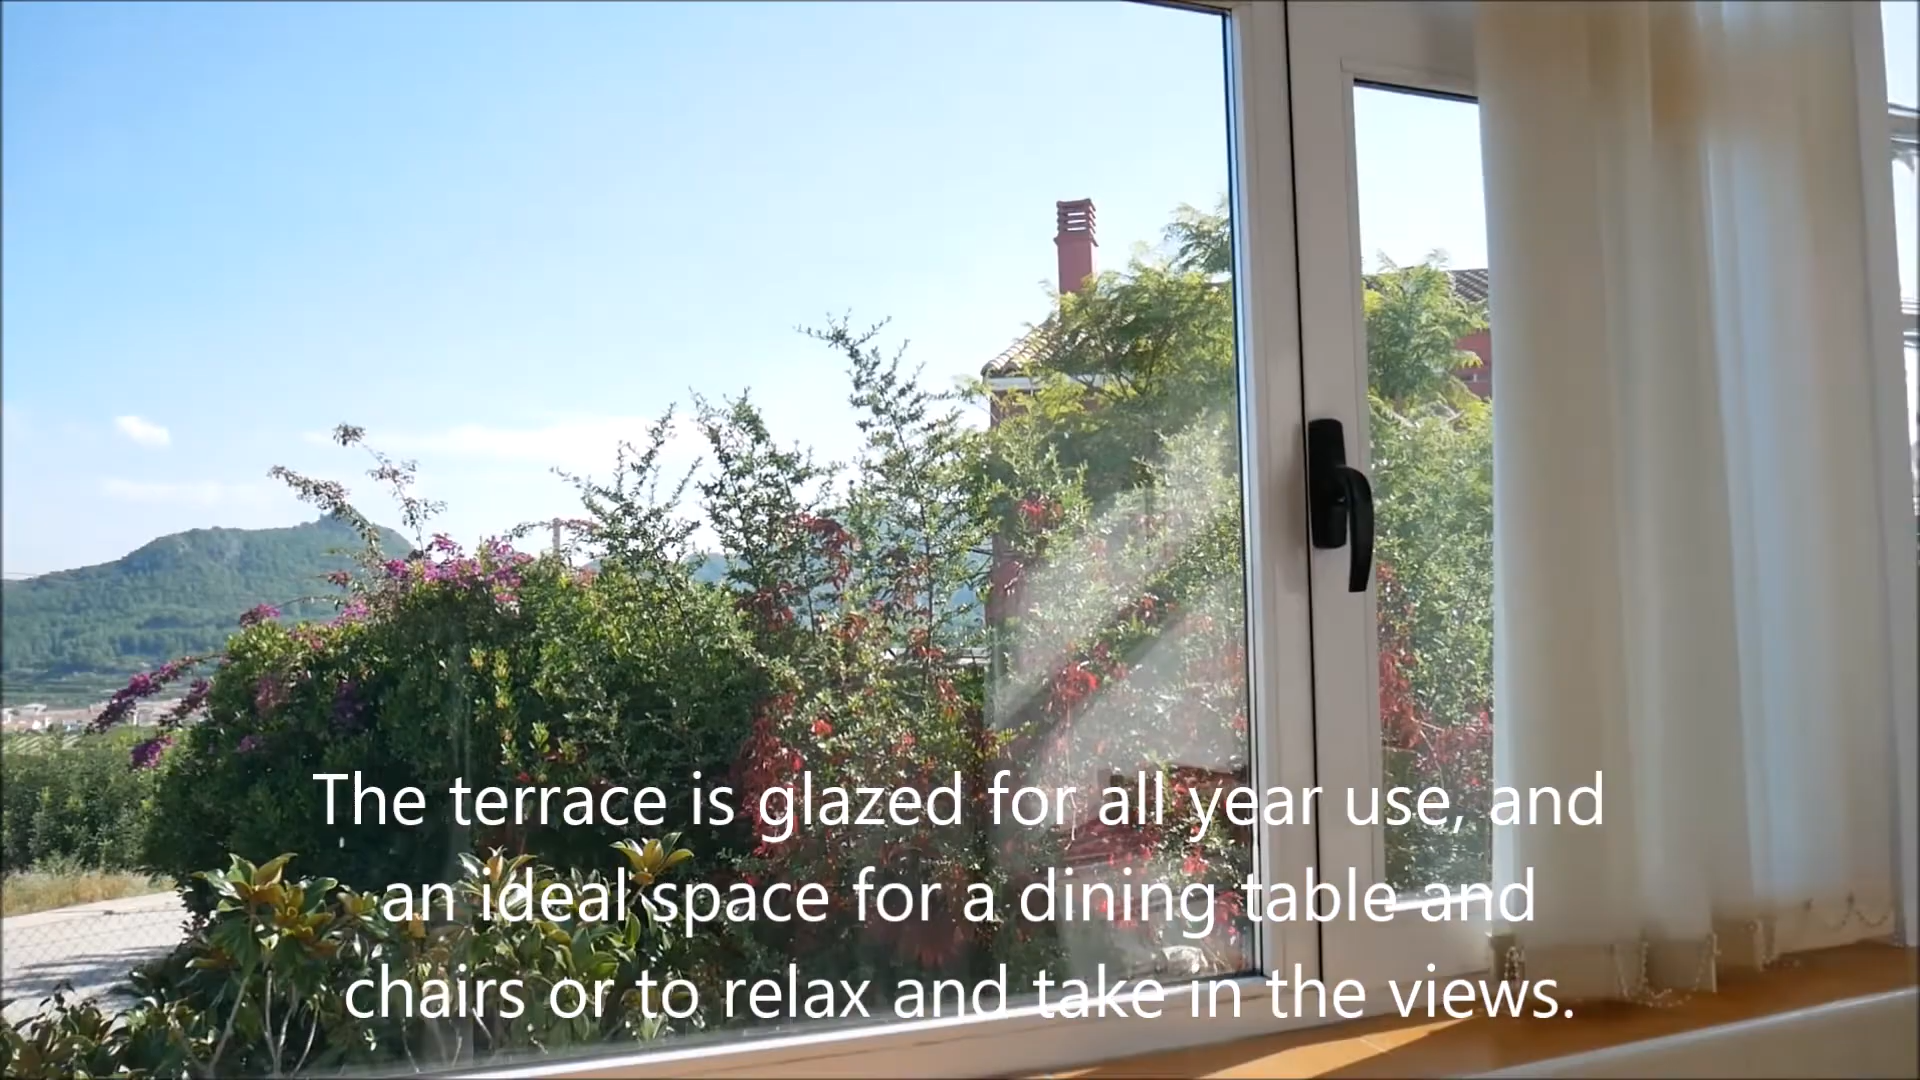 The terrace is glazed for all year use, and
an ideal space for a dining table and
chairs or to relax and take in the views.